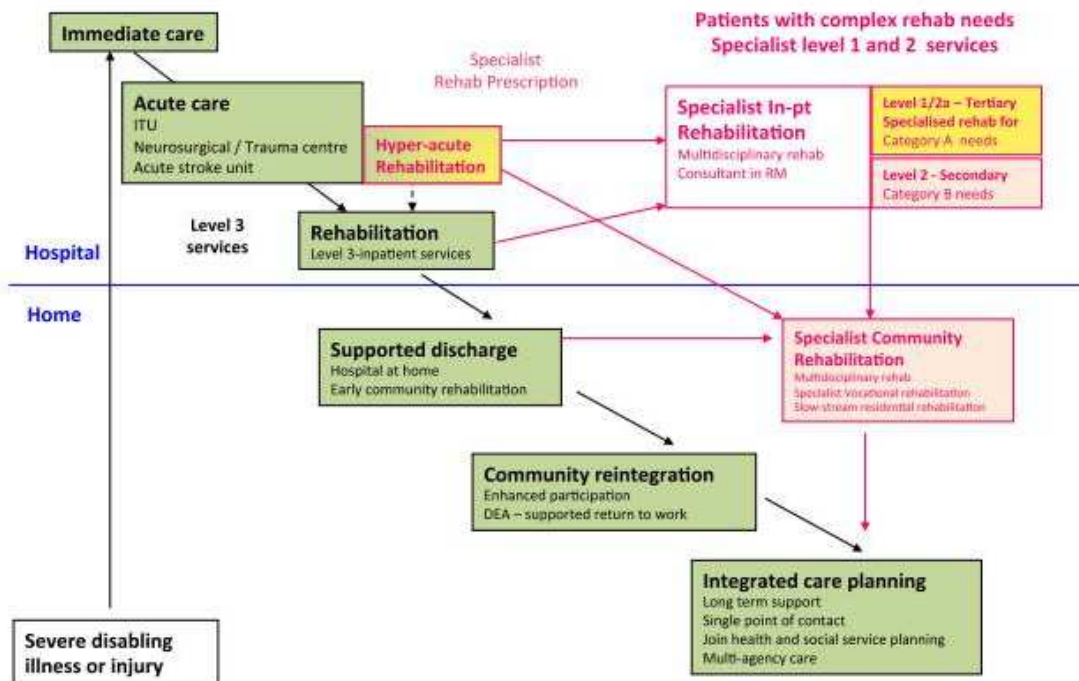 Immediate care
Patients with complex rehab needs
Specialist level 1 and 2 services
Specialist
Rehab Prescription
Acute care
ITU
Neurosurgical / Trauma centre
Acute stroke unit
Hyper-acute
Rehabilitation
Specialist In-pt
Rehabilitation
Multidisciplinary rehab
Consultant in RM
Level 1/2a – Tertiary
Specialised rehab for
Category A needs
Level 2 - Secondary
Category B needs
Level 3
services
Rehabilitation
Level 3-inpatient services
Hospital
Home
Supported discharge
Hospital at home
Early community rehabilitation
Specialist Community
Rehabilitation
Multidisciplinary rehab
Specialist Vocational rehabilitation
Slow-stream residential rehabilitation
Community reintegration
Enhanced participation
DEA – supported return to work
Integrated care planning
Long term support
Single point of contact
Join health and social service planning
Multi-agency care
Severe disabling
illness or injury